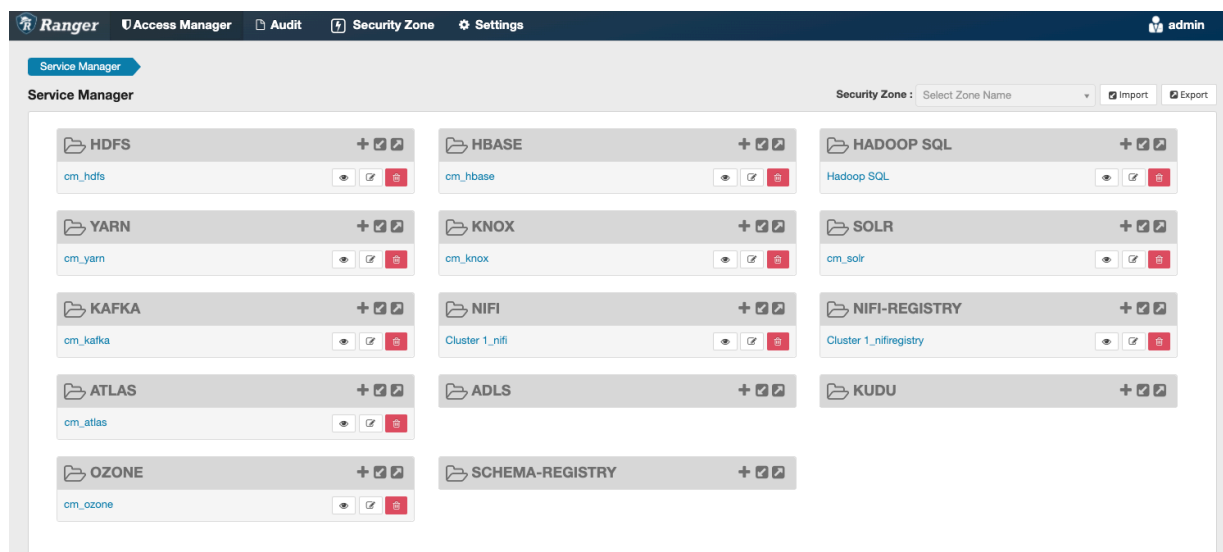 Ranger Access Manager Audit Security Zone Settings admin
Service Manager
Service Manager Security Zone : Select Zone Name Import Export
HDFS HBASE HADOOP SQL
cm_hdfs cm_hbase Hadoop SQL
YARN KNOX SOLR
cm_yarn cm_knox cm_solr
KAFKA NIFI NIFI-REGISTRY
cm_kafka Cluster 1_nifi Cluster 1_nifiregistry
ATLAS ADLS KUDU
cm_atlas
OZONE SCHEMA-REGISTRY
cm_ozone